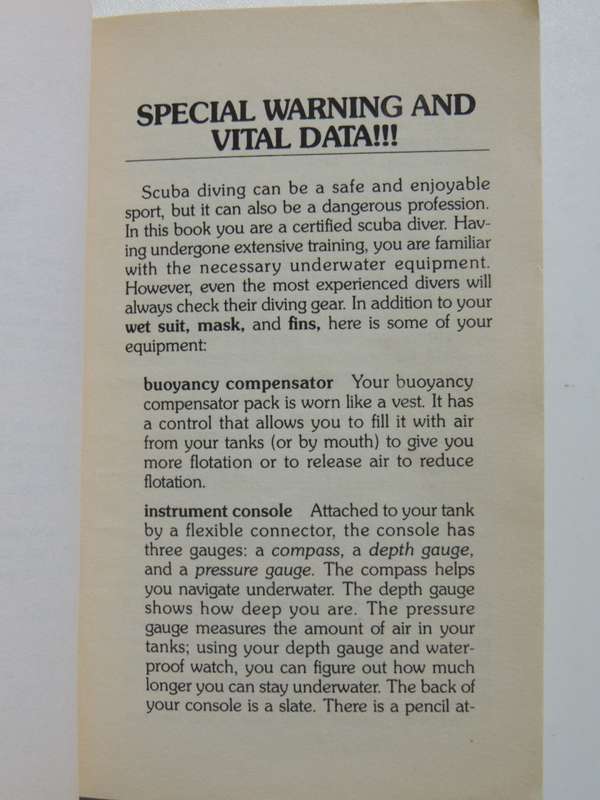 SPECIAL WARNING AND
VITAL DATA!!!
Scuba diving can be a safe and enjoyable
sport, but it can also be a dangerous profession.
In this book you are a certified scuba diver. Hav-
ing undergone extensive training, you are familiar
with the necessary underwater equipment.
However, even the most experienced divers will
always check their diving gear. In addition to your
wet suit, mask, and fins, here is some of your
equipment:
buoyancy compensator Your buoyancy
compensator pack is worn like a vest. It has
a control that allows you to fill it with air
from your tanks (or by mouth) to give you
more flotation or to release air to reduce
flotation.
instrument console Attached to your tank
by a flexible connector, the console has
three gauges: a compass, a depth gauge,
and a pressure gauge. The compass helps
you navigate underwater. The depth gauge
shows how deep you are. The pressure
gauge measures the amount of air in your
tanks; using your depth gauge and water-
proof watch, you can figure out how much
longer you can stay underwater. The back of
your console is a slate. There is a pencil at-